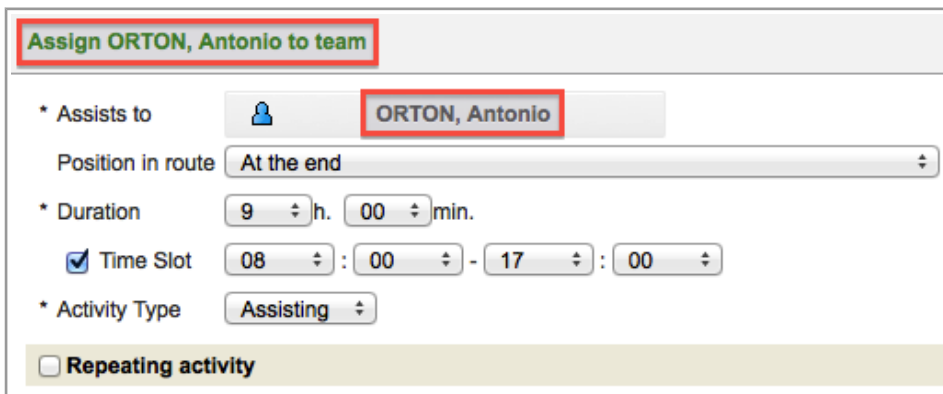 Assign ORTON, Antonio to team
* Assists to ORTON, Antonio
Position in route At the end
* Duration 9 h. 00 min.
Time Slot 08 : 00 - 17 : 00
* Activity Type Assisting
Repeating activity